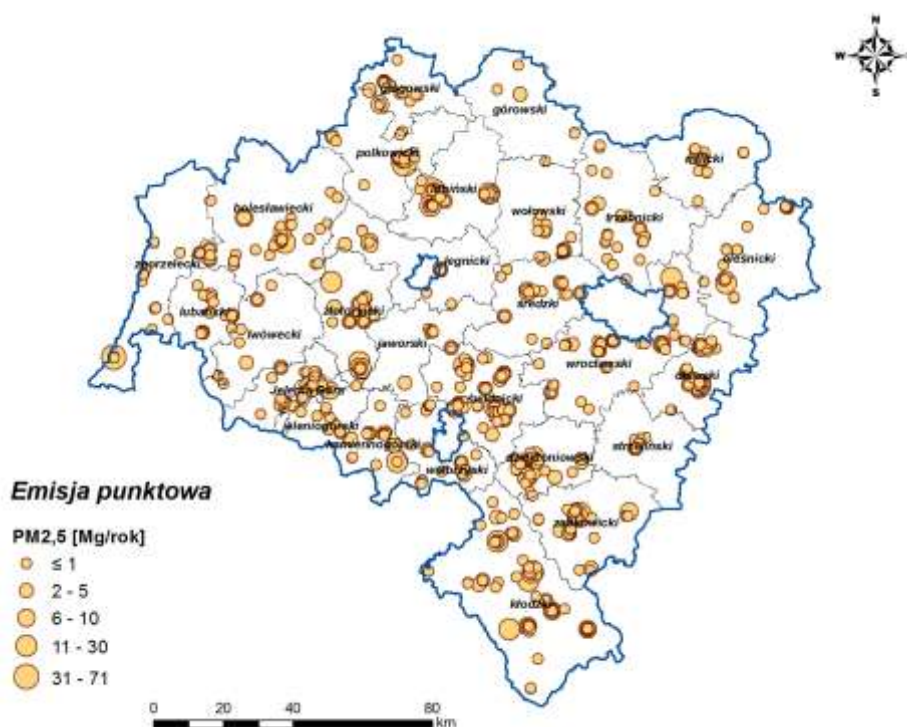 N
W
S
głogowski
górowski
polkowicki
milicki
lubiński
bolesławiecki
wołowski
trzebnicki
oleśnicki
zgorzelecki
legnicki
lubański
średzki
złotoryjski
lwówecki
jaworski
wrocławski
oławski
Jelenia Góra
świdnicki
jeleniogórski
kamiennogórski
strzeliński
dzierżoniowski
wałbrzyski
Emisja punktowa
ząbkowicki
PM2,5 [Mg/rok]
≤ 1
2 - 5
6 - 10
kłodzki
11 - 30
31 - 71
0 20 40 80
km